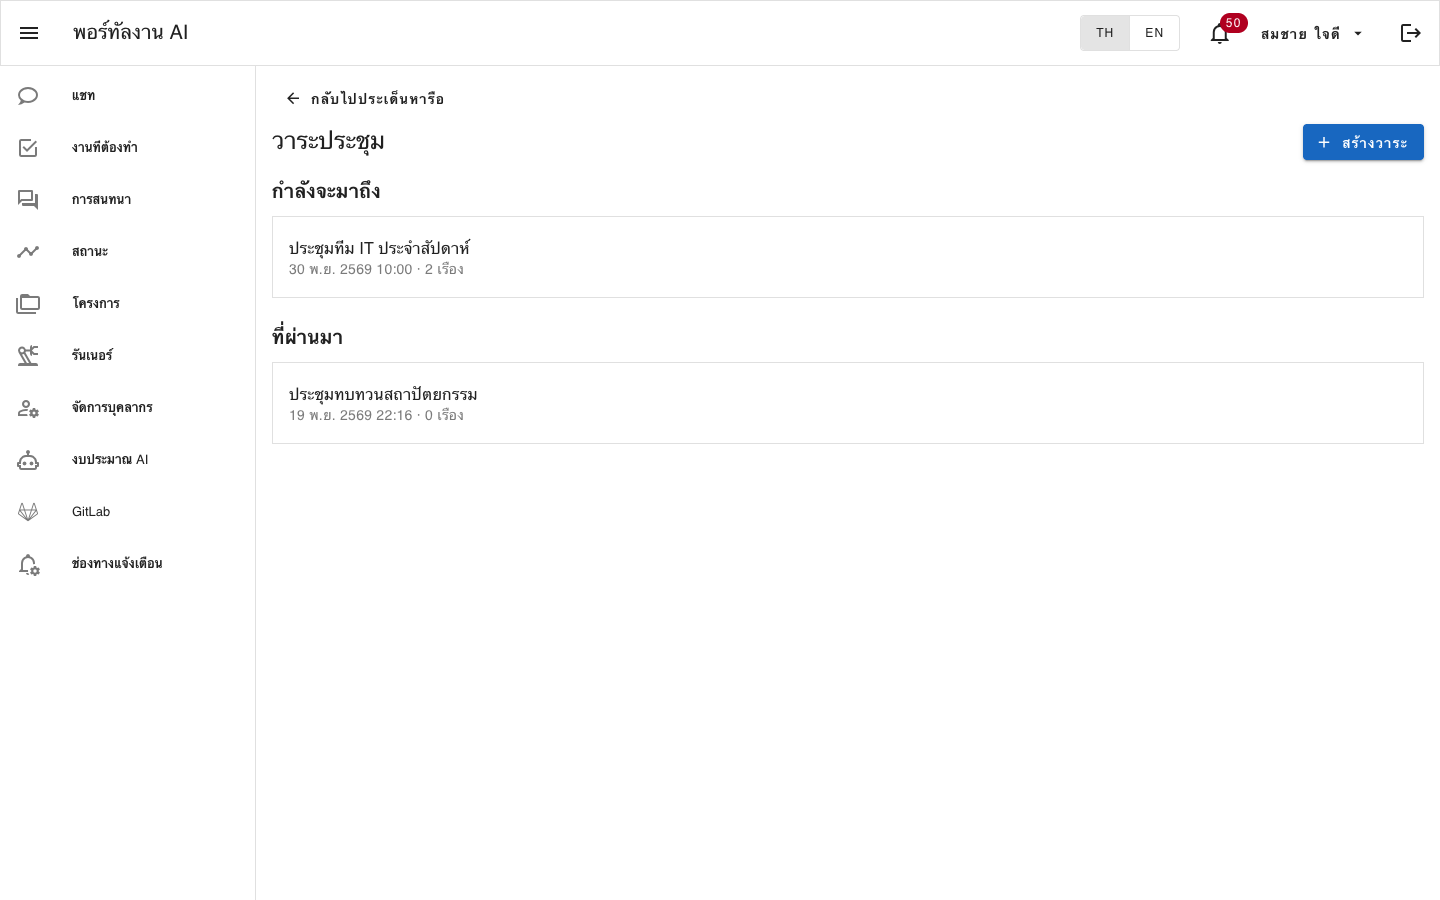 พอร์ทัลงาน AI
TH
EN
50
สมชาย ใจดี
แชท
งานที่ต้องทำ
การสนทนา
สถานะ
โครงการ
รันเนอร์
จัดการบุคลากร
งบประมาณ AI
GitLab
ช่องทางแจ้งเตือน
กลับไปประเด็นหารือ
วาระประชุม
สร้างวาระ
กำลังจะมาถึง
ประชุมทีม IT ประจำสัปดาห์
30 พ.ย. 2569 10:00 · 2 เรื่อง
ที่ผ่านมา
ประชุมทบทวนสถาปัตยกรรม
19 พ.ย. 2569 22:16 · 0 เรื่อง